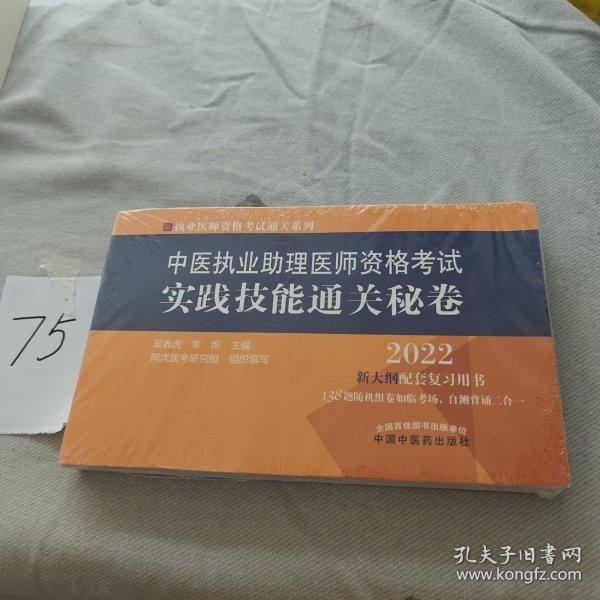 75
执业医师资格考试通关系列
中医执业助理医师资格考试
实践技能通关秘卷
吴春虎 李烁 主编
阿虎医考研究组 组织编写
2022
新大纲配套复习用书
138题随机组卷如临考场,自测背诵二合一
全国百佳图书出版单位
中国中医药出版社
孔夫子旧书网
www.kongfz.com